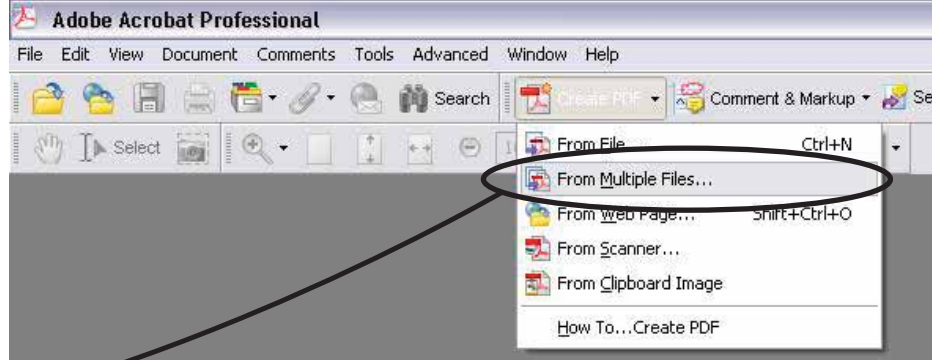 Adobe Acrobat Professional
File Edit View Document Comments Tools Advanced Window Help
Search Create PDF Comment & Markup Se
Select
From File Ctrl+N
From Multiple Files...
From Web Page... Shift+Ctrl+O
From Scanner...
From Clipboard Image
How To...Create PDF